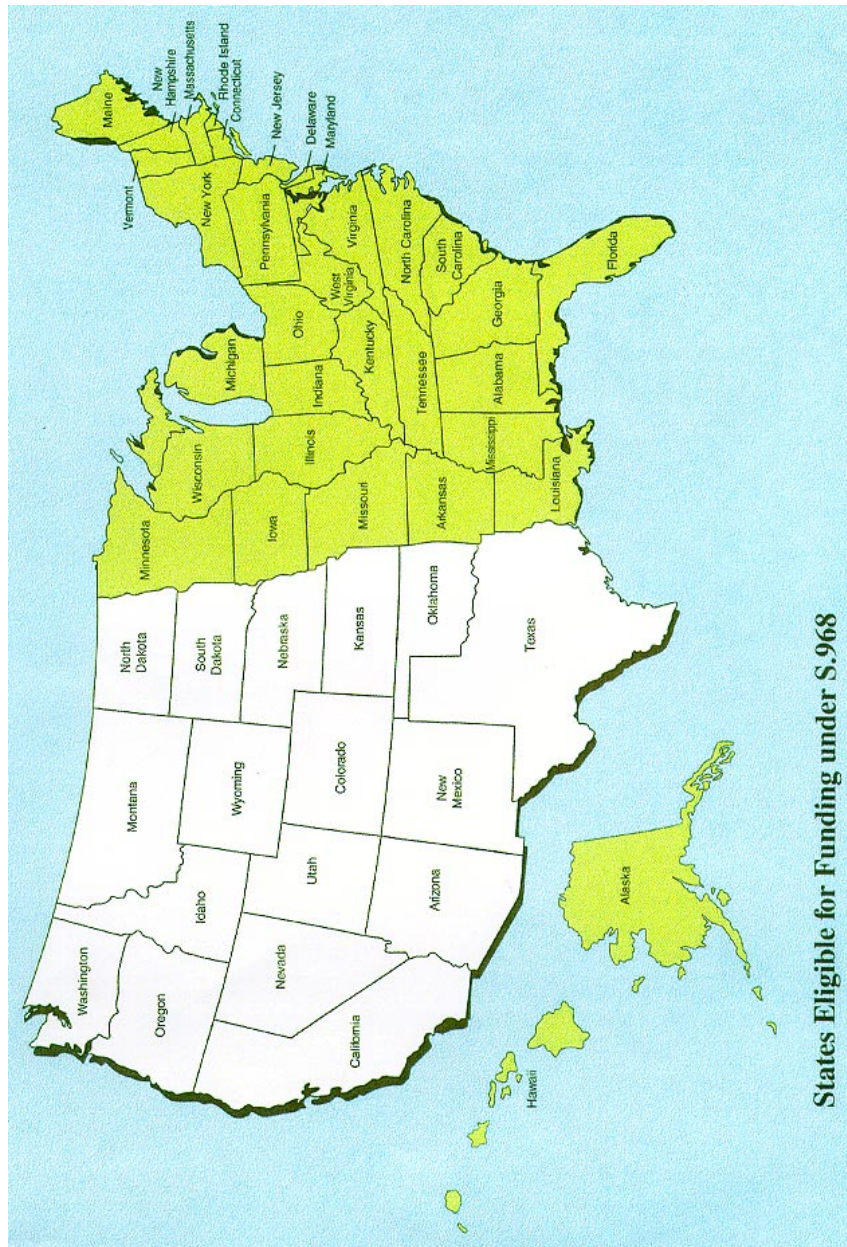 Washington
Oregon
California
Nevada
Idaho
Montana
Wyoming
Utah
Arizona
Colorado
New
Mexico
North
Dakota
South
Dakota
Nebraska
Kansas
Oklahoma
Texas
Minnesota
Iowa
Missouri
Arkansas
Louisiana
Wisconsin
Illinois
Mississippi
Michigan
Indiana
Ohio
Kentucky
Tennessee
Alabama
Georgia
Florida
South
Carolina
North Carolina
Virginia
West
Virginia
Pennsylvania
New York
Vermont
Maine
New
Hampshire
Massachusetts
Rhode Island
Connecticut
New Jersey
Delaware
Maryland
Alaska
Hawaii
States Eligible for Funding under S.968